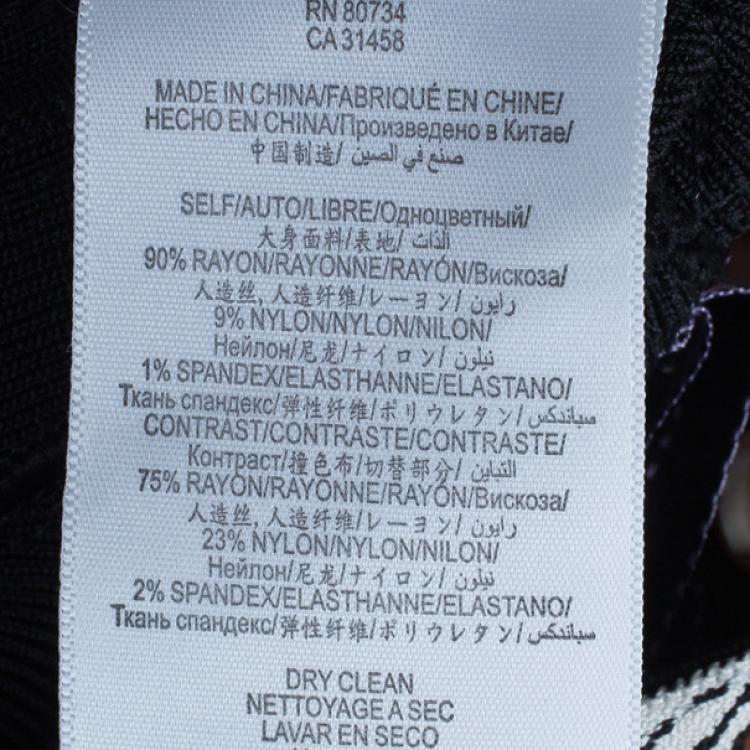 RN 80734
CA 31458
MADE IN CHINA/FABRIQUÉ EN CHINE/
HECHO EN CHINA/Произведено в Китае/
中国制造/ صنع في الصين
SELF/AUTO/LIBRE/Одноцветный/
大身面料/表地/ الذات
90% RAYON/RAYONNE/RAYÓN/Вискоза/
人造丝, 人造纤维/レーヨン/ رايون
9% NYLON/NYLON/NILON/
Нейлон/尼龙/ナイロン/ نيلون
1% SPANDEX/ELASTHANNE/ELASTANO/
Ткань спандекс/弹性纤维/ポリウレタン/ سباندكس
CONTRAST/CONTRASTE/CONTRASTE/
Контраст/撞色布/切替部分/ التباين
75% RAYON/RAYONNE/RAYÓN/Вискоза/
人造丝, 人造纤维/レーヨン/ رايون
23% NYLON/NYLON/NILON/
Нейлон/尼龙/ナイロン/ نيلون
2% SPANDEX/ELASTHANNE/ELASTANO/
Ткань спандекс/弹性纤维/ポリウレタン/ سباندكس
DRY CLEAN
NETTOYAGE A SEC
LAVAR EN SECO